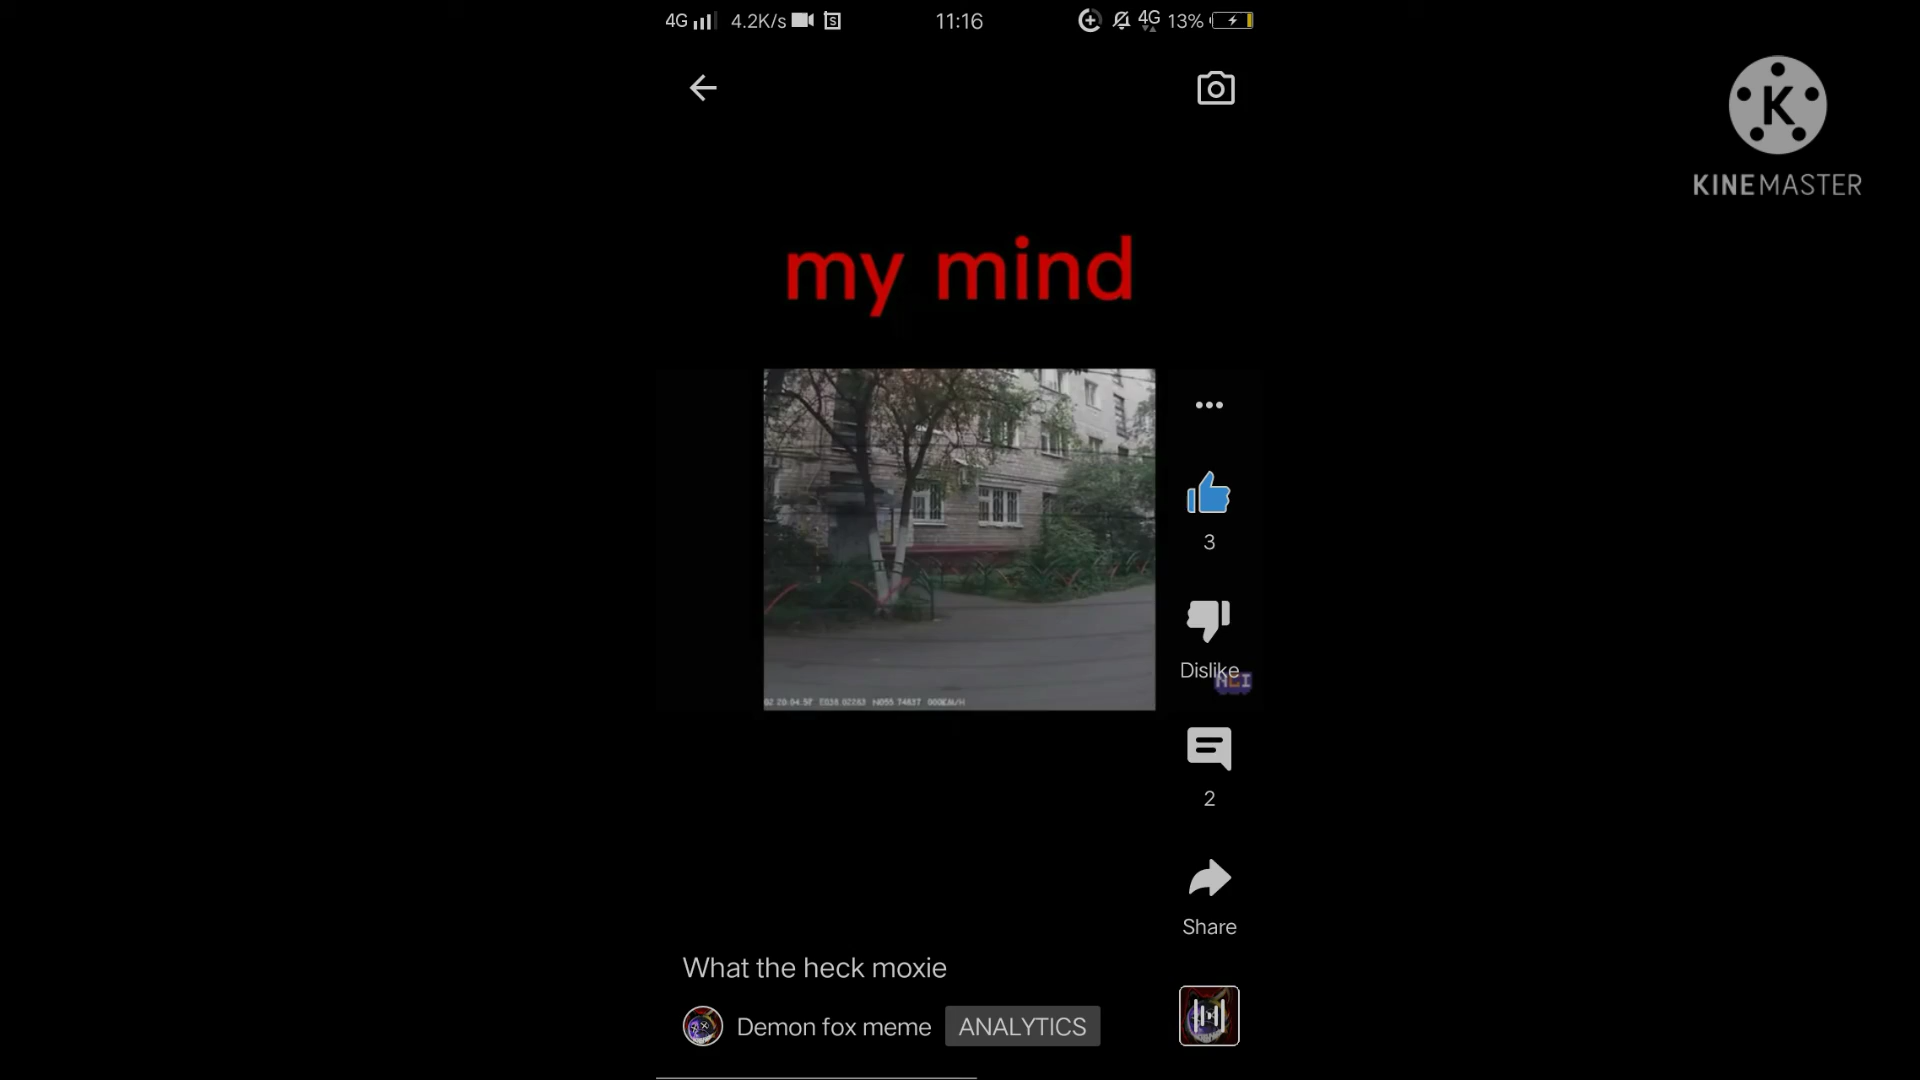 4G 4.2K/s 11:16 4G 13%
K
KINEMASTER
my mind
3
Dislike
2
Share
What the heck moxie
Demon fox meme ANALYTICS